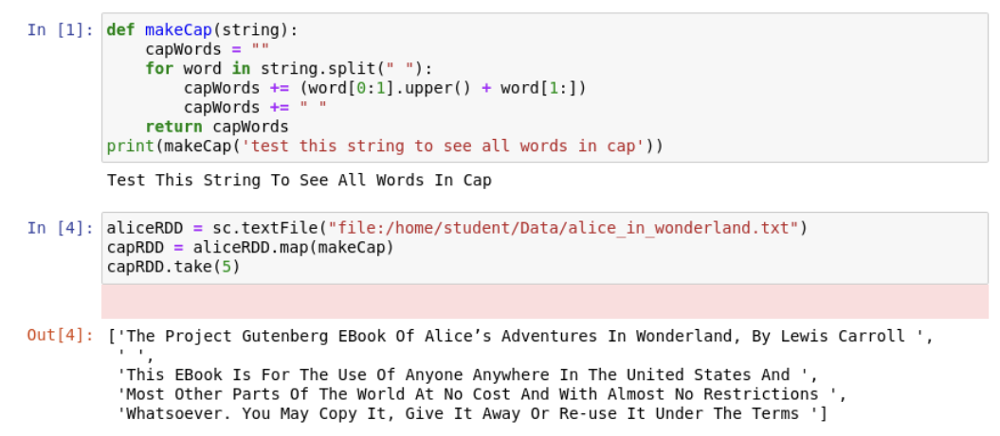 In [1]: def makeCap(string):
    capWords = ""
    for word in string.split(" "):
        capWords += (word[0:1].upper() + word[1:])
        capWords += " "
    return capWords
print(makeCap('test this string to see all words in cap'))
Test This String To See All Words In Cap
In [4]: aliceRDD = sc.textFile("file:/home/student/Data/alice_in_wonderland.txt")
capRDD = aliceRDD.map(makeCap)
capRDD.take(5)
Out[4]: ['The Project Gutenberg EBook Of Alice’s Adventures In Wonderland, By Lewis Carroll ',
 ' ',
 'This EBook Is For The Use Of Anyone Anywhere In The United States And ',
 'Most Other Parts Of The World At No Cost And With Almost No Restrictions ',
 'Whatsoever. You May Copy It, Give It Away Or Re-use It Under The Terms ']